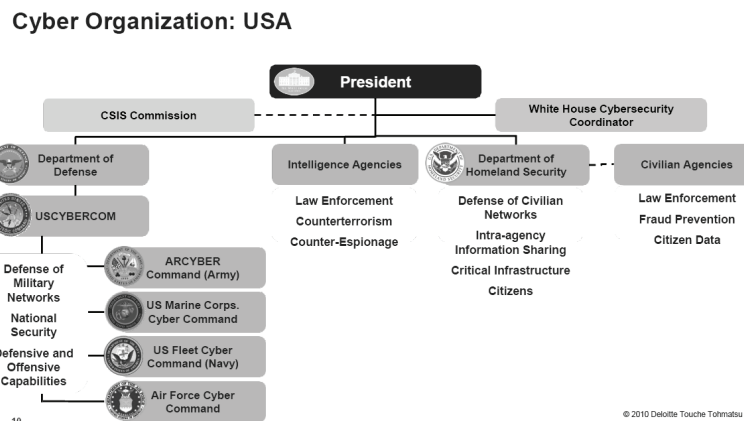 Cyber Organization: USA
President
CSIS Commission
White House Cybersecurity
Coordinator
Department of
Defense
Intelligence Agencies
Department of
Homeland Security
Civilian Agencies
USCYBERCOM
Law Enforcement
Counterterrorism
Counter-Espionage
Defense of Civilian
Networks
Intra-agency
Information Sharing
Critical Infrastructure
Citizens
Law Enforcement
Fraud Prevention
Citizen Data
Defense of
Military
Networks
National
Security
efensive and
Offensive
Capabilities
ARCYBER
Command (Army)
US Marine Corps.
Cyber Command
US Fleet Cyber
Command (Navy)
Air Force Cyber
Command
© 2010 Deloitte Touche Tohmatsu